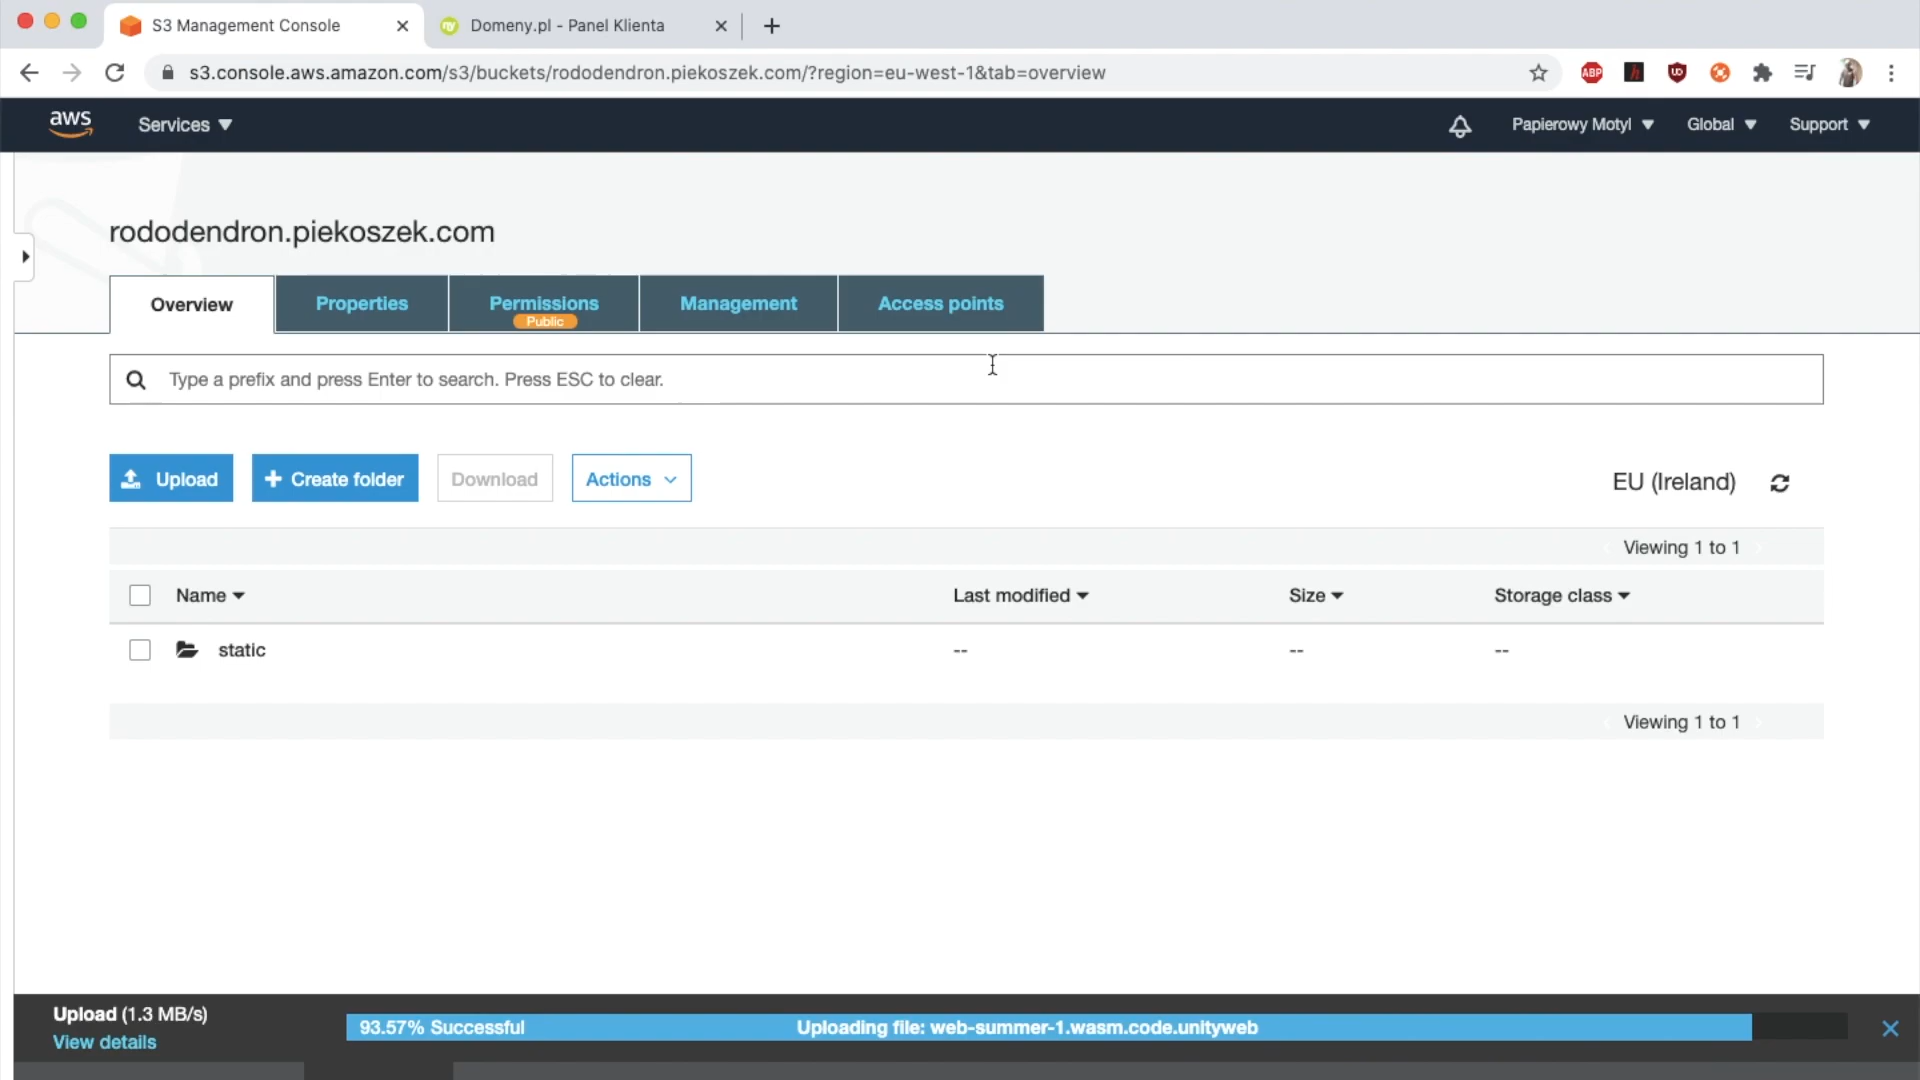 S3 Management Console
Domeny.pl - Panel Klienta
s3.console.aws.amazon.com/s3/buckets/rododendron.piekoszek.com/?region=eu-west-1&tab=overview
ABP
aws
Services
Papierowy Motyl
Global
Support
rododendron.piekoszek.com
Overview
Properties
Permissions
Public
Management
Access points
Type a prefix and press Enter to search. Press ESC to clear.
Upload
Create folder
Download
Actions
EU (Ireland)
Viewing 1 to 1
Name
Last modified
Size
Storage class
static
--
--
--
Viewing 1 to 1
Upload (1.3 MB/s)
View details
93.57% Successful
Uploading file: web-summer-1.wasm.code.unityweb